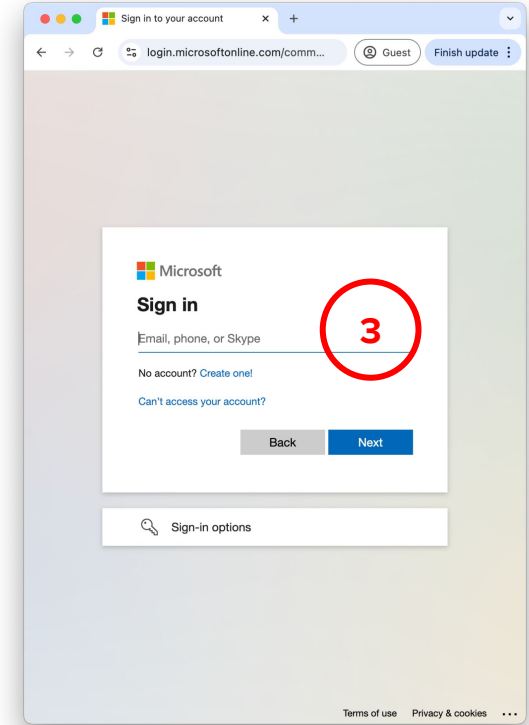 Sign in to your account
login.microsoftonline.com/comm...
Guest
Finish update
Microsoft
Sign in
Email, phone, or Skype
3
No account? Create one!
Can't access your account?
Back
Next
Sign-in options
Terms of use Privacy & cookies ...